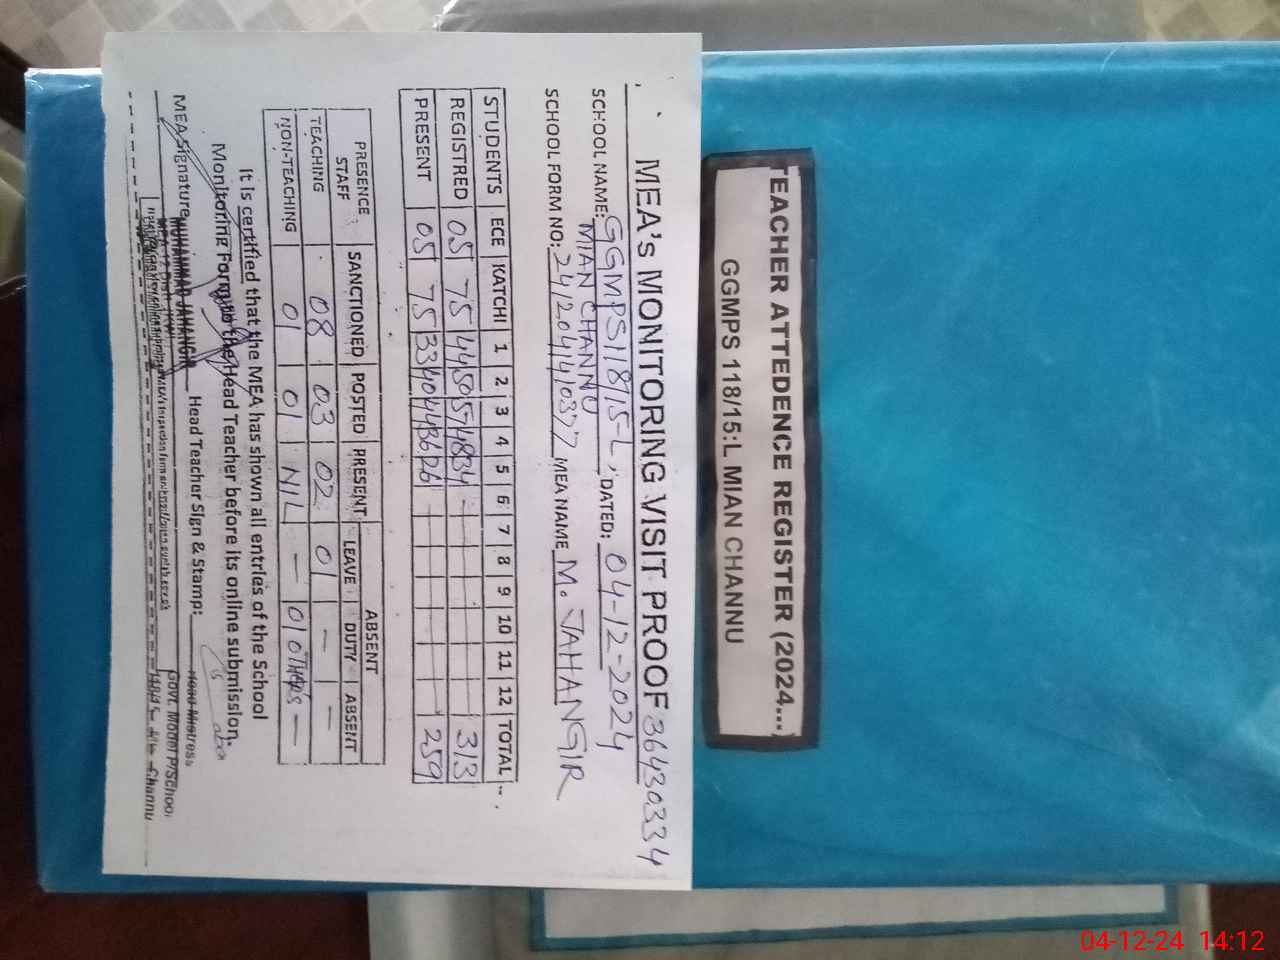 MEA's MONITORING VISIT PROOF 36430334
SCHOOL NAME: GGMPS 118/15-L, DATED: 04-12-2024
MIAN CHANNU
SCHOOL FORM NO: 2412041410377 MEA NAME M. JAHANGIR
STUDENTS ECE KATCHI 1 2 3 4 5 6 7 8 9 10 11 12 TOTAL
REGISTRED 05 75 44 50 57 48 34 - 313
PRESENT 05 75 33 40 44 36 26 - 259
PRESENCE STAFF SANCTIONED POSTED PRESENT ABSENT
LEAVE DUTY ABSENT
TEACHING 08 03 02 01 - -
NON-TEACHING 01 01 NIL - 01 OTHERS -
It is certified that the MEA has shown all entries of the School
Monitoring Form to the Head Teacher before its online submission.
MEA Signature Head Teacher Sign & Stamp:
MUHAMMAD JAHANGIR
Head Mistress
Govt. Model P/School
118/15 Channu
TEACHER ATTEDENCE REGISTER (2024...)
GGMPS 118/15:L MIAN CHANNU
04-12-24 14:12